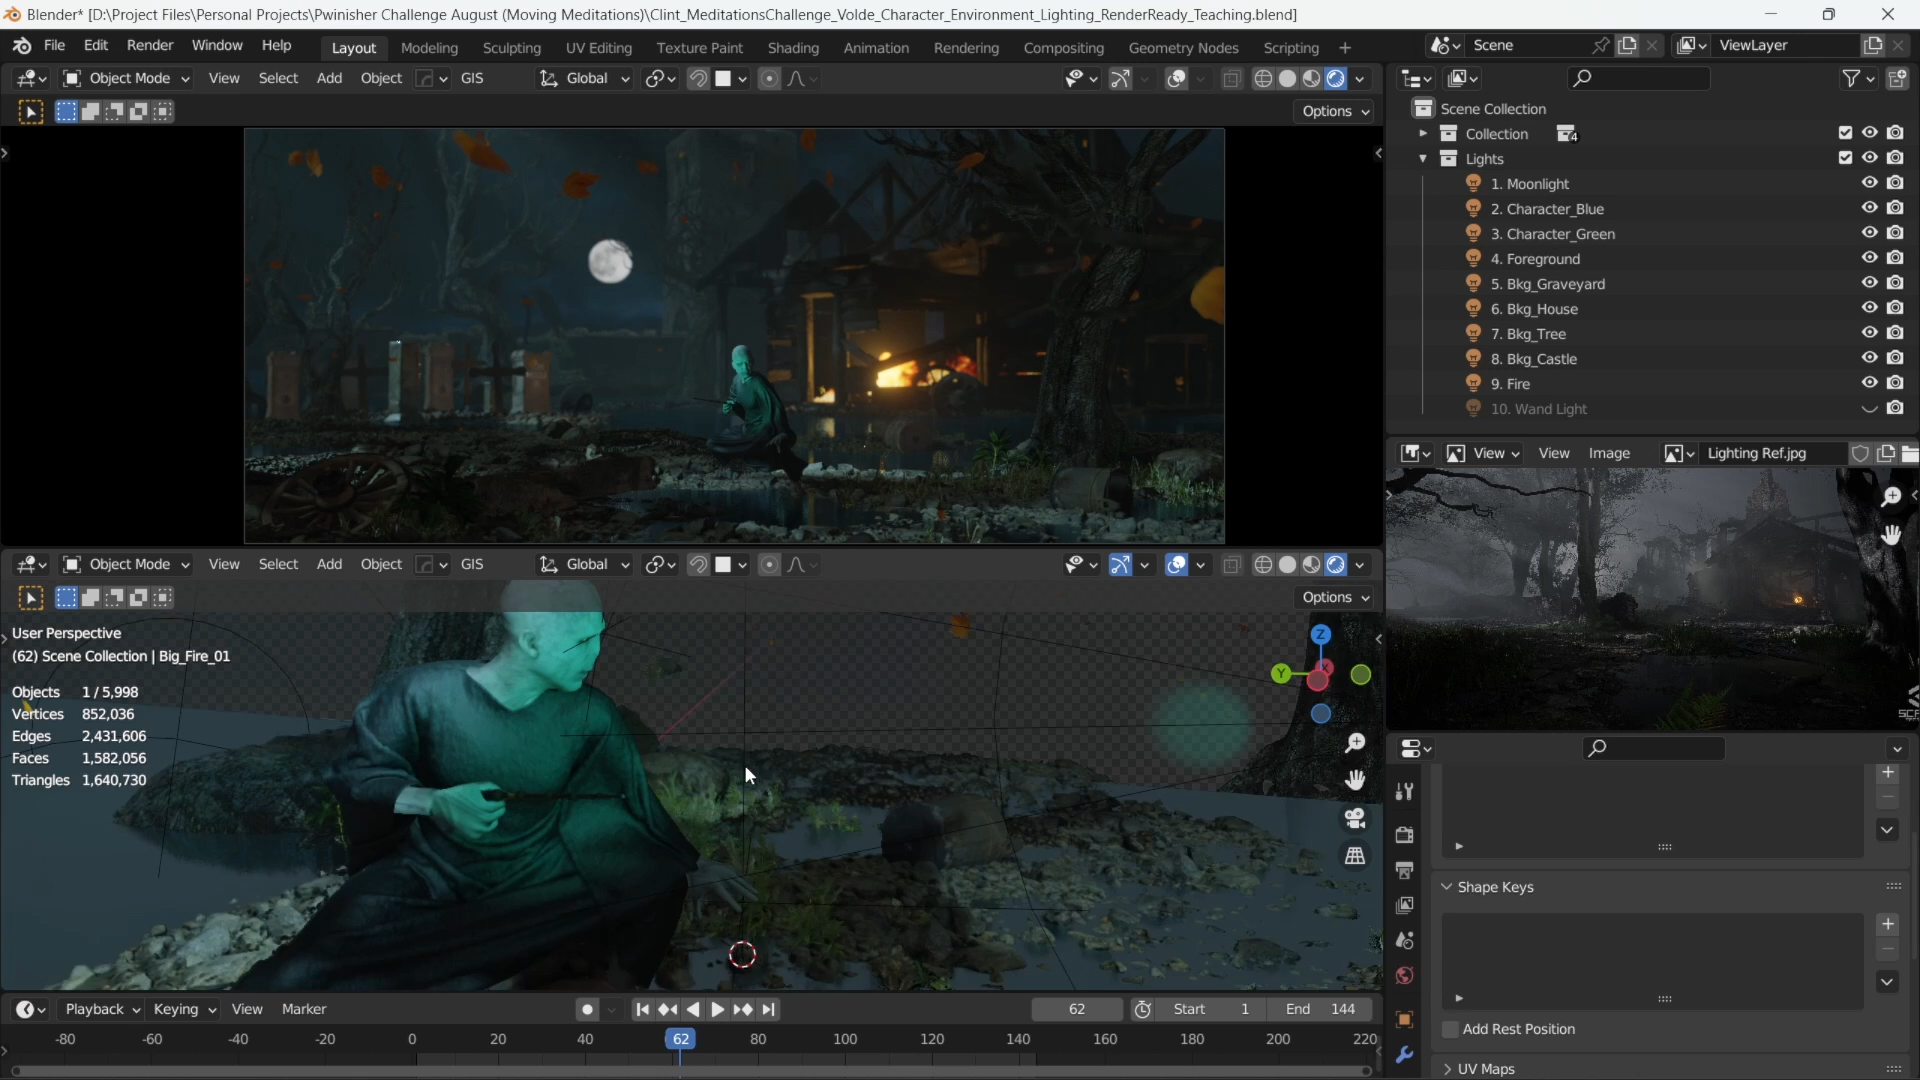 Blender* [D:\Project Files\Personal Projects\Pwinisher Challenge August (Moving Meditations)\Clint_MeditationsChallenge_Volde_Character_Environment_Lighting_RenderReady_Teaching.blend]
File Edit Render Window Help Layout Modeling Sculpting UV Editing Texture Paint Shading Animation Rendering Compositing Geometry Nodes Scripting + Scene ViewLayer
Object Mode View Select Add Object GIS Global
Options
Scene Collection
Collection 4
Lights
1. Moonlight
2. Character_Blue
3. Character_Green
4. Foreground
5. Bkg_Graveyard
6. Bkg_House
7. Bkg_Tree
8. Bkg_Castle
9. Fire
10. Wand Light
View View Image Lighting Ref.jpg
Object Mode View Select Add Object GIS Global
Options
User Perspective
(62) Scene Collection | Big_Fire_01
Objects 1 / 5,998
Vertices 852,036
Edges 2,431,606
Faces 1,582,056
Triangles 1,640,730
Z
Y
Shape Keys
Add Rest Position
UV Maps
Playback Keying View Marker 62 Start 1 End 144
-80 -60 -40 -20 0 20 40 62 80 100 120 140 160 180 200 220